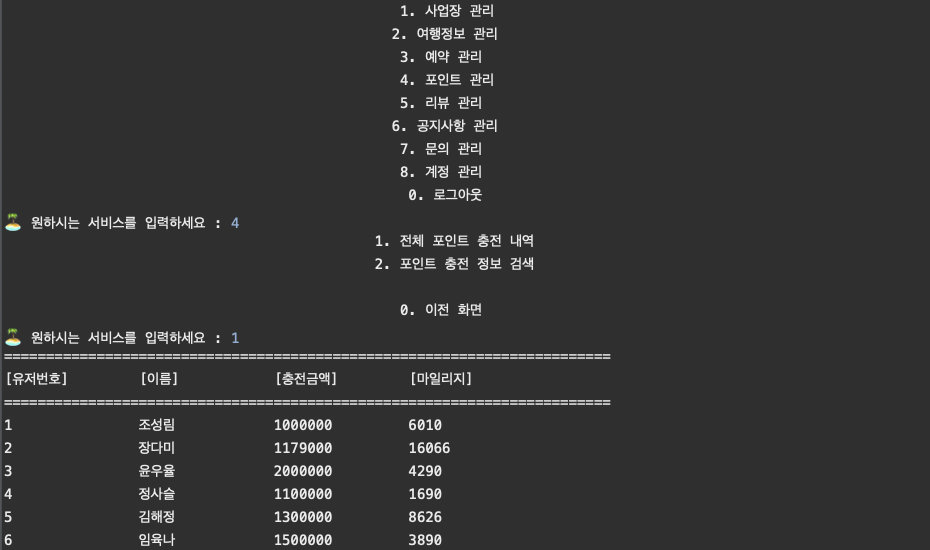 1. 사업장 관리
2. 여행정보 관리
3. 예약 관리
4. 포인트 관리
5. 리뷰 관리
6. 공지사항 관리
7. 문의 관리
8. 계정 관리
0. 로그아웃
원하시는 서비스를 입력하세요 : 4
1. 전체 포인트 충전 내역
2. 포인트 충전 정보 검색
0. 이전 화면
원하시는 서비스를 입력하세요 : 1
========================================================================
[유저번호] [이름] [충전금액] [마일리지]
========================================================================
1 조성림 1000000 6010
2 장다미 1179000 16066
3 윤우율 2000000 4290
4 정사슬 1100000 1690
5 김해정 1300000 8626
6 임육나 1500000 3890